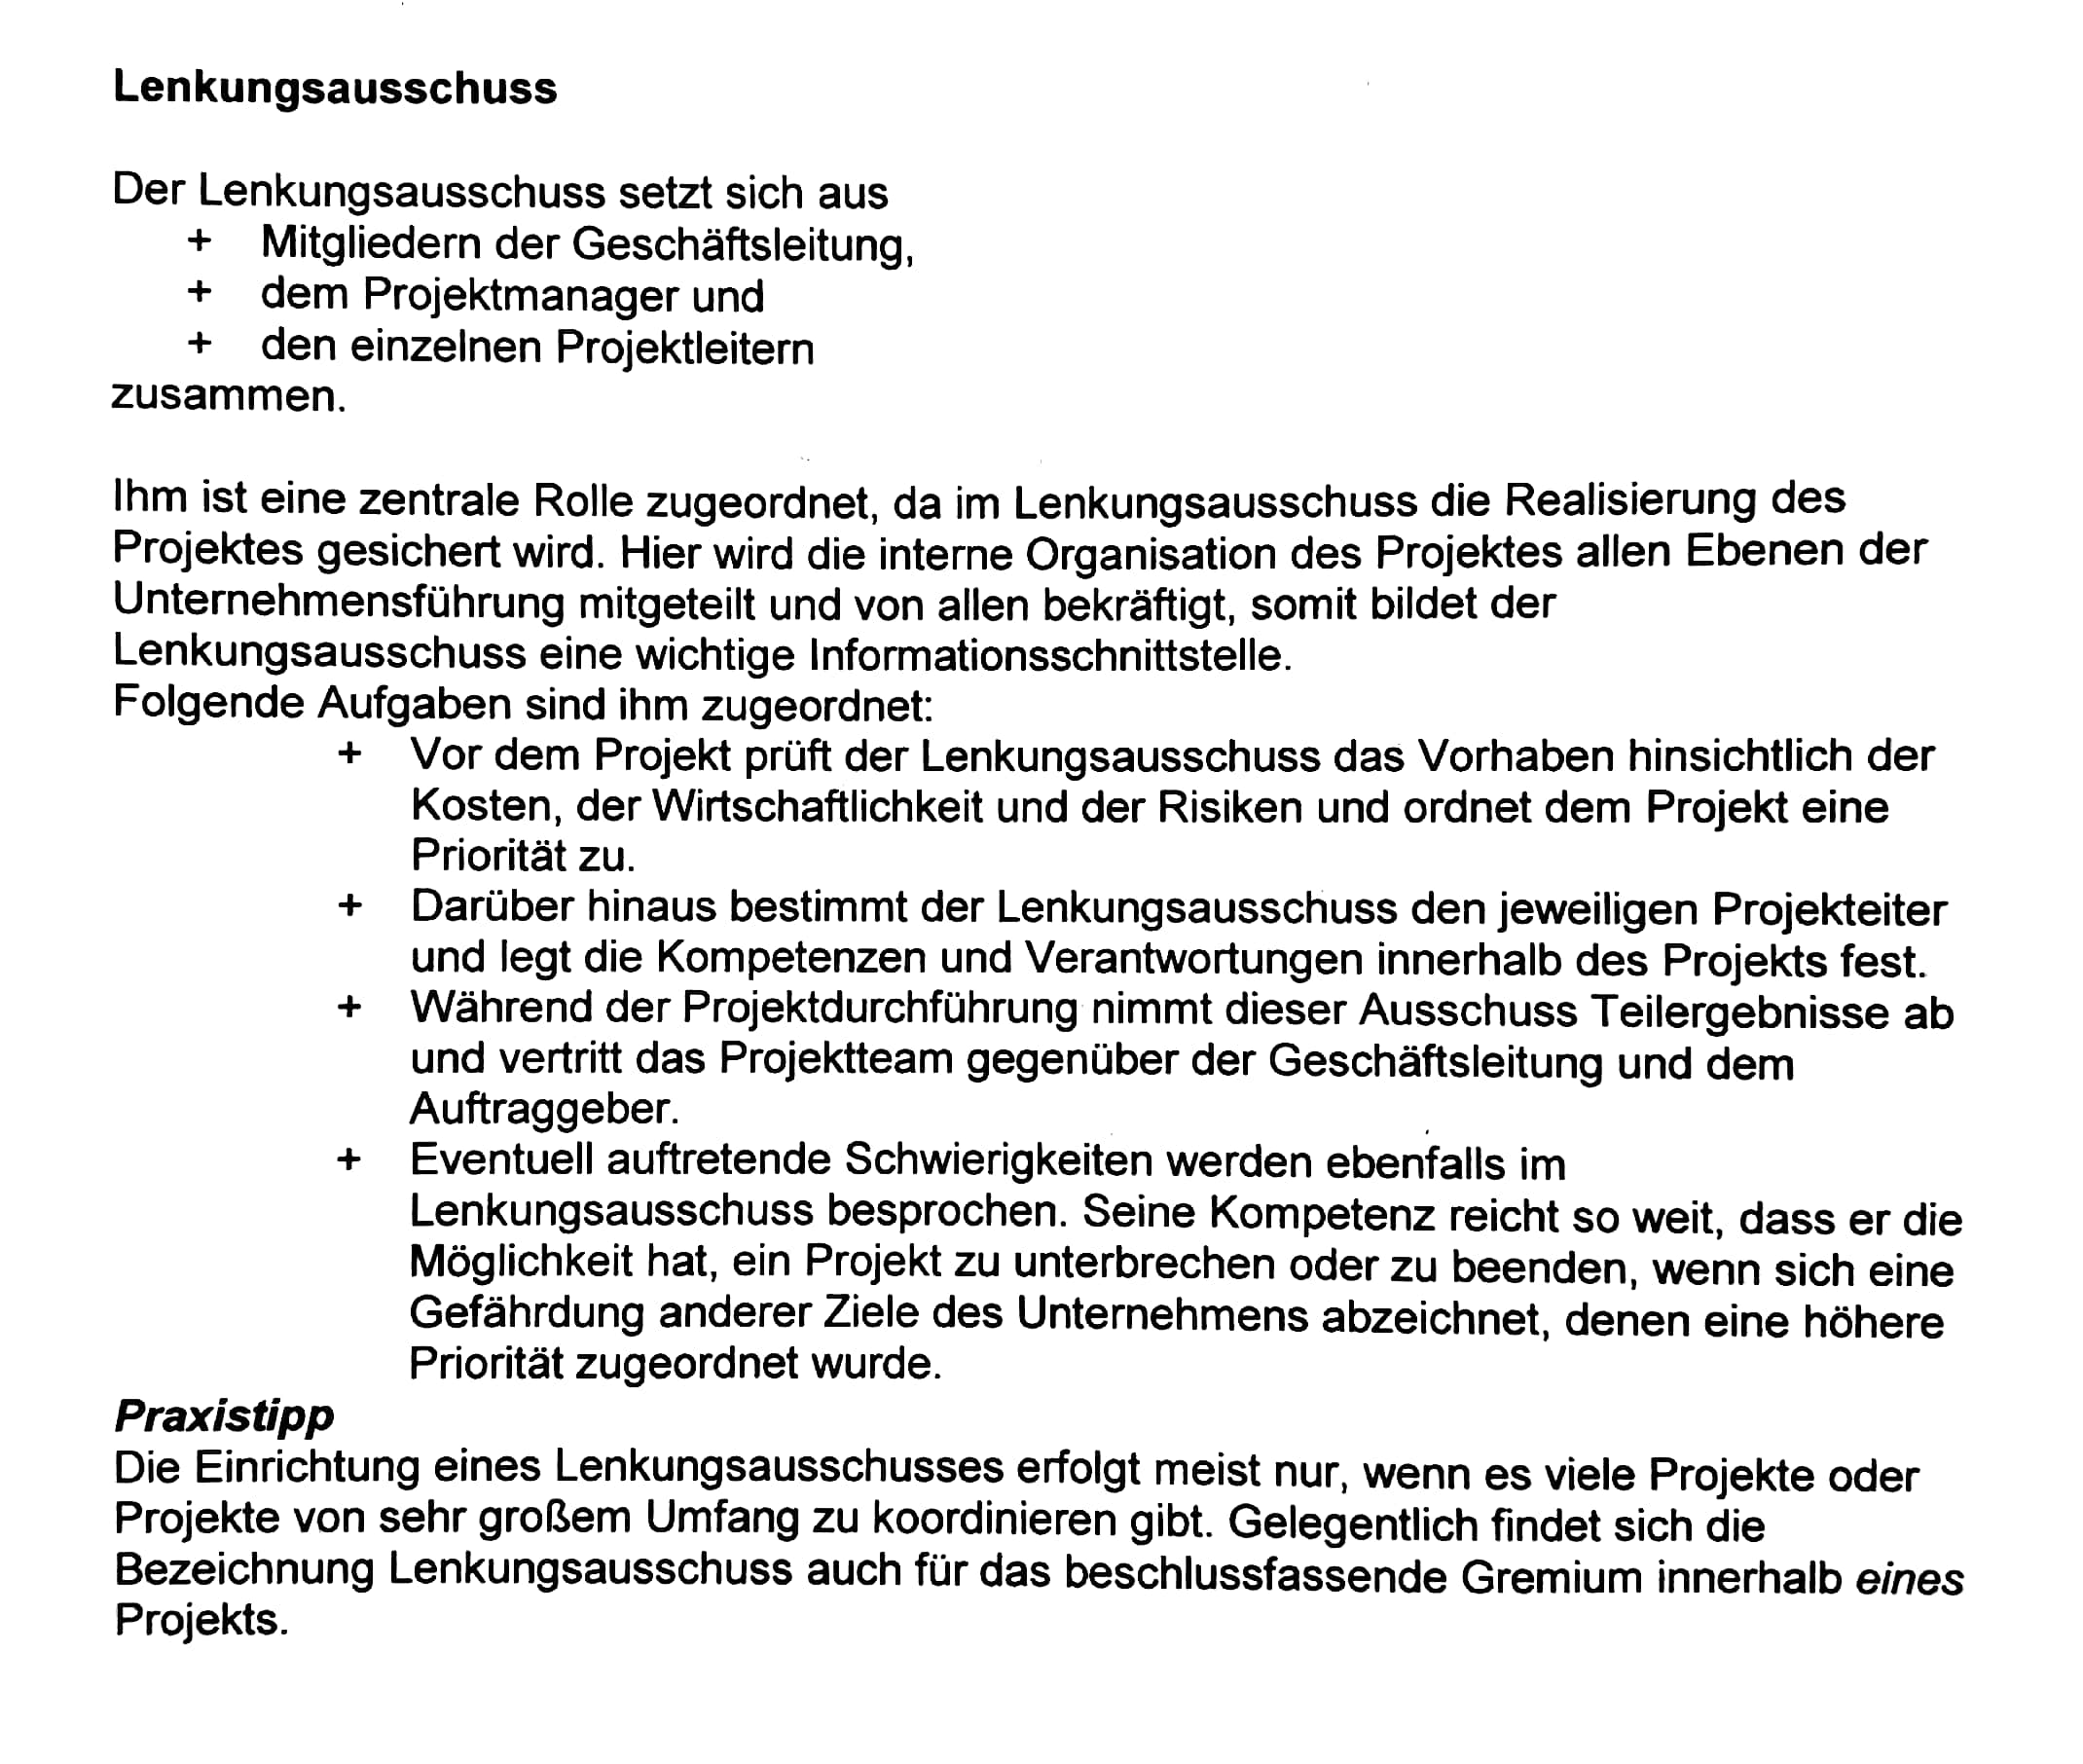 Lenkungsausschuss
Der Lenkungsausschuss setzt sich aus
+ Mitgliedern der Geschäftsleitung,
+ dem Projektmanager und
+ den einzelnen Projektleitern
zusammen.
Ihm ist eine zentrale Rolle zugeordnet, da im Lenkungsausschuss die Realisierung des
Projektes gesichert wird. Hier wird die interne Organisation des Projektes allen Ebenen der
Unternehmensführung mitgeteilt und von allen bekräftigt, somit bildet der
Lenkungsausschuss eine wichtige Informationsschnittstelle.
Folgende Aufgaben sind ihm zugeordnet:
+ Vor dem Projekt prüft der Lenkungsausschuss das Vorhaben hinsichtlich der
Kosten, der Wirtschaftlichkeit und der Risiken und ordnet dem Projekt eine
Priorität zu.
+ Darüber hinaus bestimmt der Lenkungsausschuss den jeweiligen Projekteiter
und legt die Kompetenzen und Verantwortungen innerhalb des Projekts fest.
+ Während der Projektdurchführung nimmt dieser Ausschuss Teilergebnisse ab
und vertritt das Projektteam gegenüber der Geschäftsleitung und dem
Auftraggeber.
+ Eventuell auftretende Schwierigkeiten werden ebenfalls im
Lenkungsausschuss besprochen. Seine Kompetenz reicht so weit, dass er die
Möglichkeit hat, ein Projekt zu unterbrechen oder zu beenden, wenn sich eine
Gefährdung anderer Ziele des Unternehmens abzeichnet, denen eine höhere
Priorität zugeordnet wurde.
Praxistipp
Die Einrichtung eines Lenkungsausschusses erfolgt meist nur, wenn es viele Projekte oder
Projekte von sehr großem Umfang zu koordinieren gibt. Gelegentlich findet sich die
Bezeichnung Lenkungsausschuss auch für das beschlussfassende Gremium innerhalb eines
Projekts.